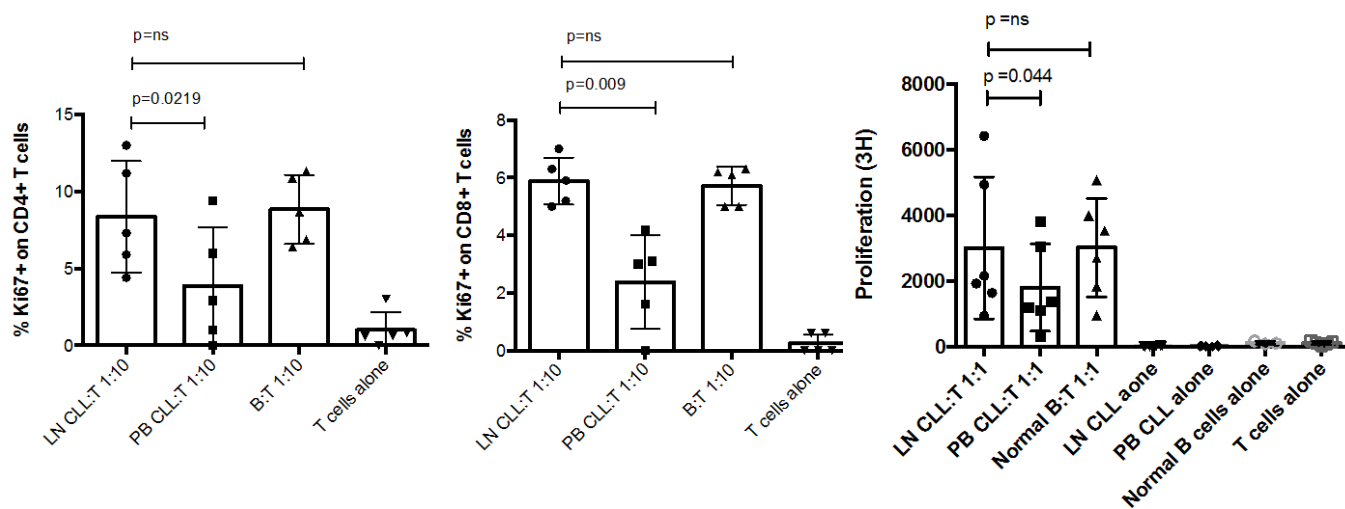 p=ns
p=0.0219
15
10
5
0
% Ki67+ on CD4+ T cells
LN CLL:T 1:10
PB CLL:T 1:10
B:T 1:10
T cells alone
p=ns
p=0.009
8
6
4
2
0
% Ki67+ on CD8+ T cells
LN CLL:T 1:10
PB CLL:T 1:10
B:T 1:10
T cells alone
p =ns
p =0.044
8000
6000
4000
2000
0
Proliferation (3H)
LN CLL:T 1:1
PB CLL:T 1:1
Normal B:T 1:1
LN CLL aone
PB CLL alone
Normal B cells alone
T cells alone